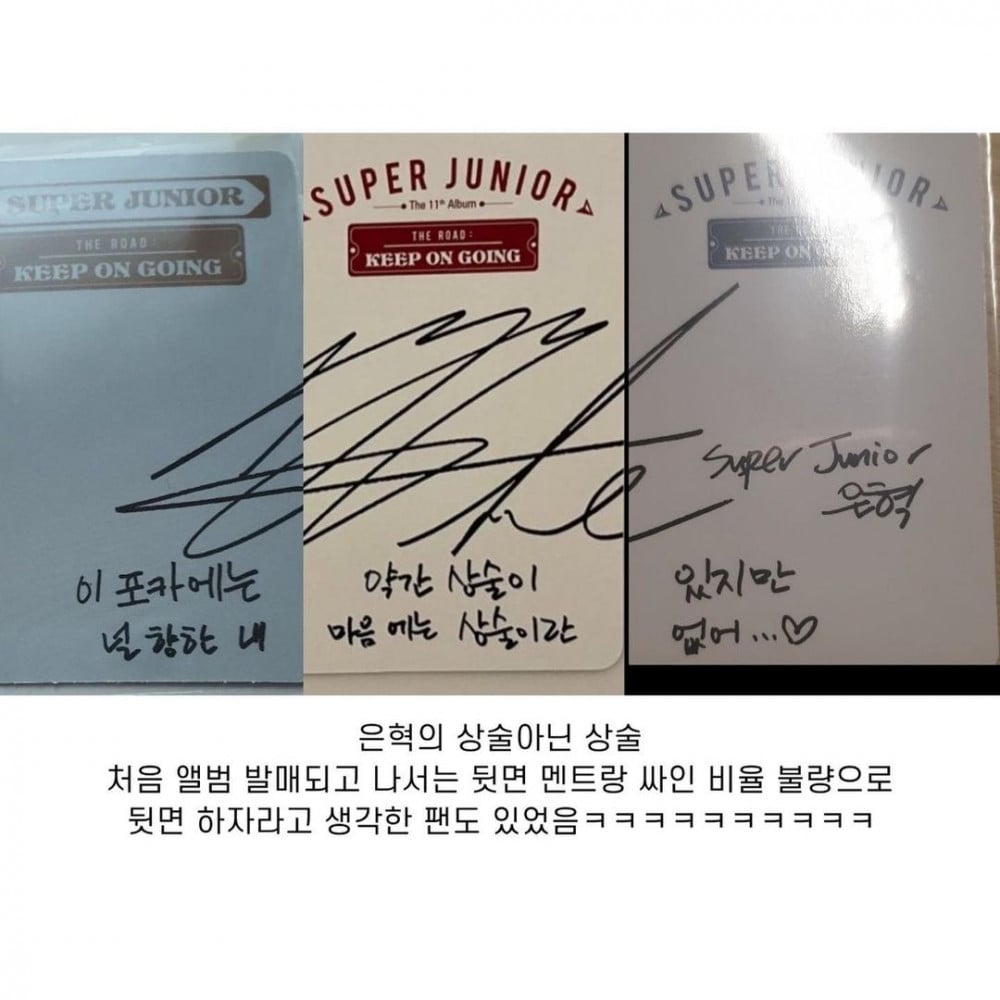 SUPER JUNIOR
THE ROAD :
KEEP ON GOING
이 포카에는
널 향한 내
SUPER JUNIOR
The 11th Album
THE ROAD :
KEEP ON GOING
약간 상술이
마음 에는 상술이란
KEEP ON
Super Junior
은혁
있지만
없어...♡
은혁의 상술아닌 상술
처음 앨범 발매되고 나서는 뒷면 멘트랑 싸인 비율 불량으로
뒷면 하자라고 생각한 팬도 있었음ㅋㅋㅋㅋㅋㅋㅋㅋㅋㅋ